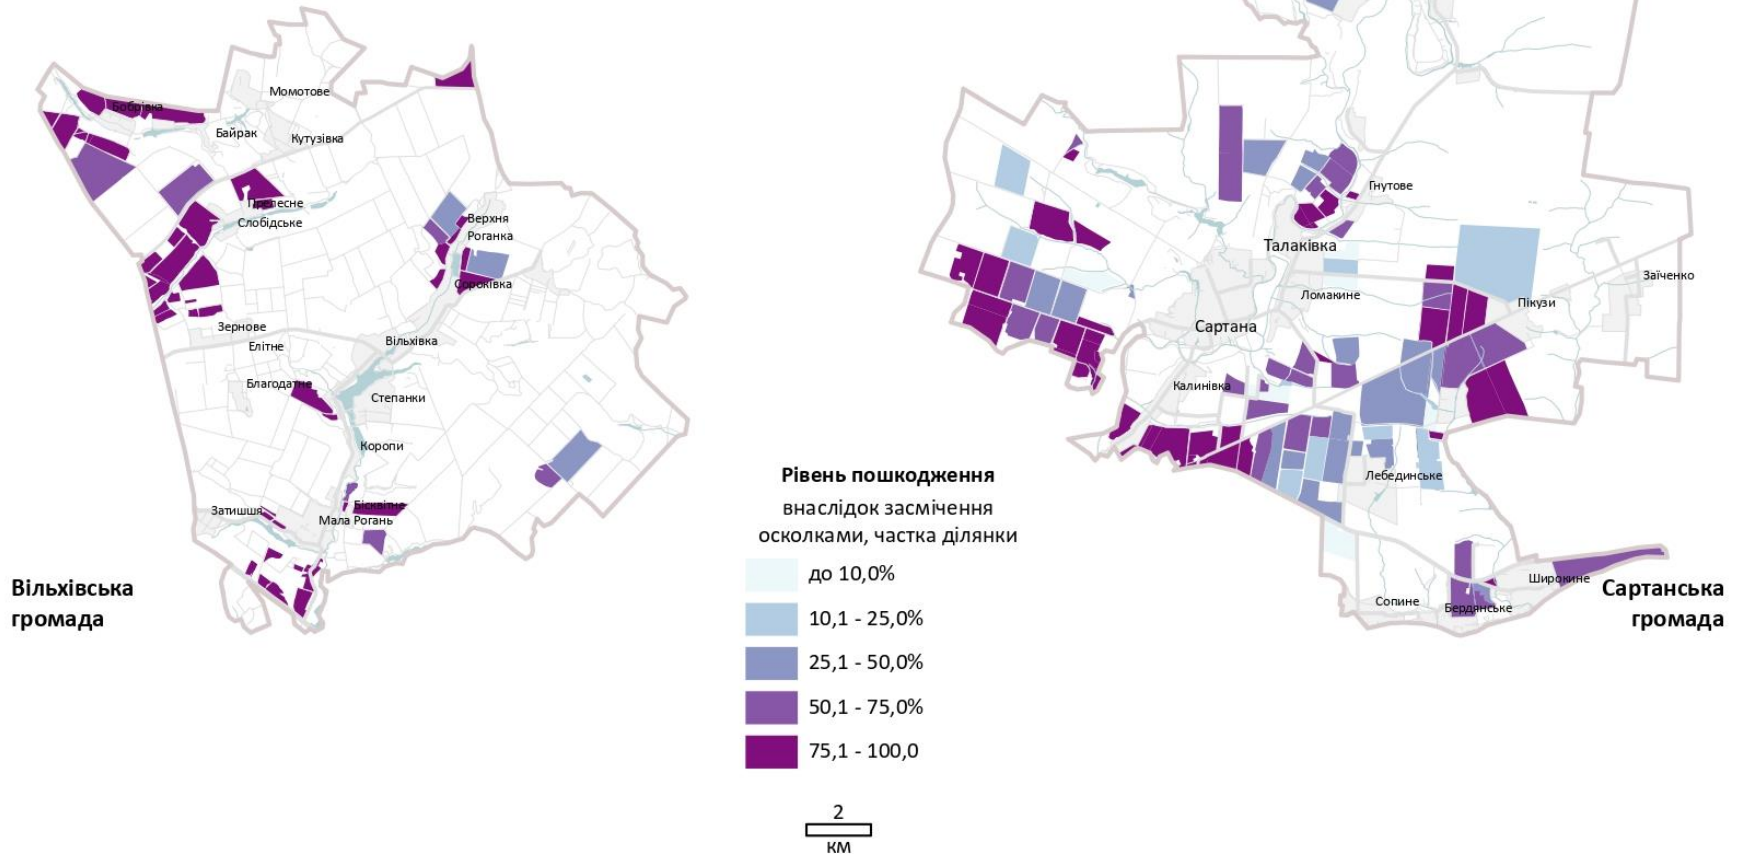 Момотове
Бобрівка
Байрак
Кутузівка
Прелесне
Слобідське
Верхня
Роганка
Сороківка
Зернове
Елітне
Вільхівка
Благодатне
Степанки
Коропи
Затишшя
Бісквітне
Мала Рогань
Вільхівська
громада
Рівень пошкодження
внаслідок засмічення
осколками, частка ділянки
до 10,0%
10,1 - 25,0%
25,1 - 50,0%
50,1 - 75,0%
75,1 - 100,0
2
км
Гнутове
Талаківка
Заїченко
Ломакине
Пікузи
Сартана
Калинівка
Лебединське
Широкине
Сопине
Бердянське
Сартанська
громада